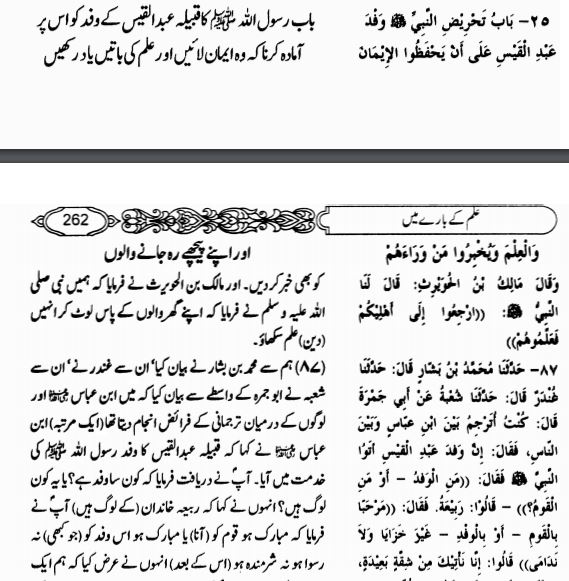 ٢٥- بَابُ تَحْرِيْضِ النَّبِيِّ ﷺ وَفْدَ
عَبْدِ الْقَيْسِ عَلَى أَنْ يَحْفَظُوا الإِيْمَانَ
باب رسول اللہ ﷺ کا قبیلہ عبدالقیس کے وفد کو اس پر
آمادہ کرنا کہ وہ ایمان لائیں اور علم کی باتیں یاد رکھیں
علم کے بارے میں
262
وَالْعِلْمَ وَيُخْبِرُوا مَنْ وَرَاءَهُمْ
وَقَالَ مَالِكُ بْنُ الْحُوَيْرِثِ: قَالَ لَنَا
النَّبِيُّ ﷺ: ((ارْجِعُوا إِلَى أَهْلِيْكُمْ
فَعَلِّمُوهُمْ))
٨٧- حَدَّثَنَا مُحَمَّدُ بْنُ بَشَّارٍ قَالَ: حَدَّثَنَا
غُنْدَرٌ قَالَ: حَدَّثَنَا شُعْبَةُ عَنْ أَبِي جَمْرَةَ
قَالَ: كُنْتُ أُتَرْجِمُ بَيْنَ ابْنِ عَبَّاسٍ وَبَيْنَ
النَّاسِ، فَقَالَ: إِنَّ وَفْدَ عَبْدِ الْقَيْسِ أَتَوُا
النَّبِيَّ ﷺ فَقَالَ: ((مَنِ الْوَفْدُ – أَوْ مَنِ
الْقَوْمُ؟)) – قَالُوا: رَبِيْعَةُ. فَقَالَ: ((مَرْحَبًا
بِالْقَوْمِ – أَوْ بِالْوَفْدِ – غَيْرَ خَزَايَا وَلاَ
نَدَامَى)) قَالُوا: إِنَّا نَأْتِيْكَ مِنْ شُقَّةٍ بَعِيْدَةٍ،
اور اپنے پیچھے رہ جانے والوں
کو بھی خبر کر دیں۔ اور مالک بن الحویرث نے فرمایا کہ ہمیں نبی صلی
اللہ علیہ و سلم نے فرمایا کہ اپنے گھر والوں کے پاس لوٹ کر انہیں
(دین) علم سکھاؤ۔
(۸۷) ہم سے محمد بن بشار نے بیان کیا' ان سے غندر نے' ان سے
شعبہ نے ابو جمرہ کے واسطے سے بیان کیا کہ میں ابن عباس رضی اللہ عنہما اور
لوگوں کے درمیان ترجمانی کے فرائض انجام دیتا تھا (ایک مرتبہ) ابن
عباس رضی اللہ عنہما نے کہا کہ قبیلہ عبدالقیس کا وفد رسول اللہ ﷺ کی
خدمت میں آیا۔ آپ نے دریافت فرمایا کہ کون سا وفد ہے؟ یا یہ کون
لوگ ہیں؟ انہوں نے کہا کہ ربیعہ خاندان (کے لوگ ہیں) آپ نے
فرمایا کہ مبارک ہو قوم کو (آنا) یا مبارک ہو اس وفد کو (جو کبھی) نہ
رسوا ہو نہ شرمندہ ہو (اس کے بعد) انہوں نے عرض کیا کہ ہم ایک